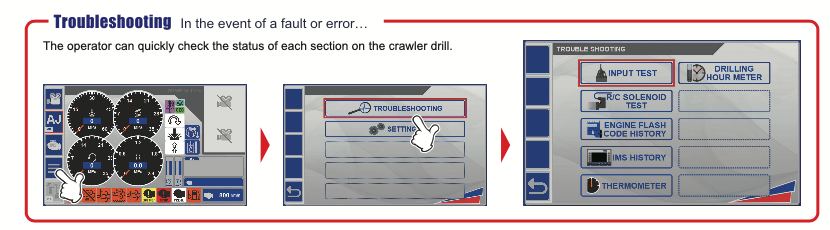 Troubleshooting In the event of a fault or error…
The operator can quickly check the status of each section on the crawler drill.
AJ
TROUBLESHOOTING
SETTING
TROUBLE SHOOTING
INPUT TEST
DRILLING
HOUR METER
R/C SOLENOID
TEST
ENGINE FLASH
CODE HISTORY
IMS HISTORY
THERMOMETER